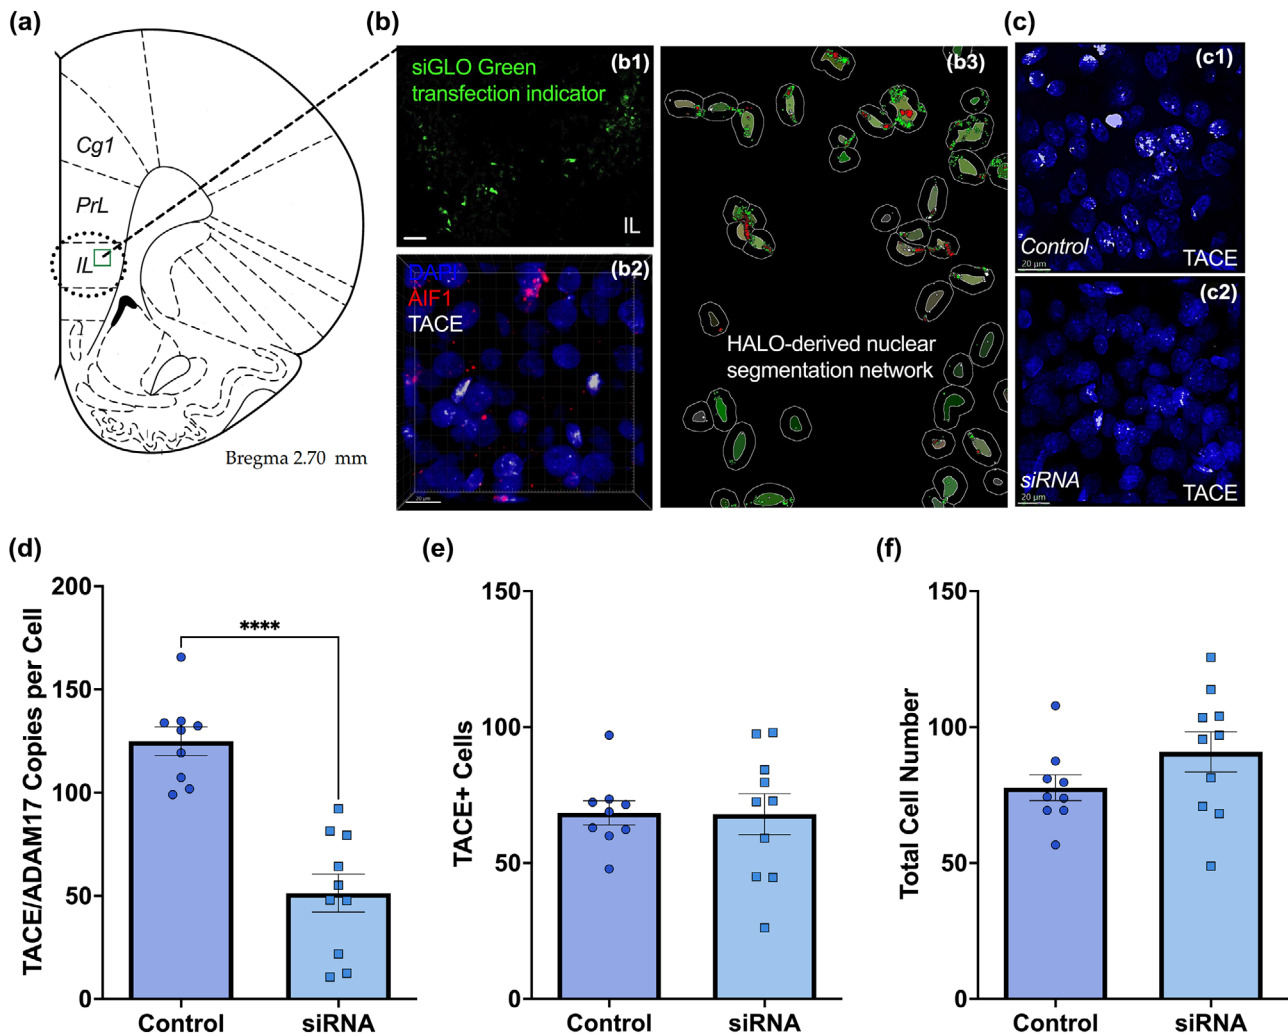 (a)
Cg1
PrL
IL
Bregma 2.70 mm
(b)
siGLO Green
transfection indicator
(b1)
IL
DAPI
AIF1
TACE
(b2)
20 µm
(b3)
HALO-derived nuclear
segmentation network
(c)
(c1)
Control
TACE
20 µm
(c2)
siRNA
TACE
20 µm
(d)
TACE/ADAM17 Copies per Cell
200
150
100
50
0
****
Control
siRNA
(e)
TACE+ Cells
150
100
50
0
Control
siRNA
(f)
Total Cell Number
150
100
50
0
Control
siRNA